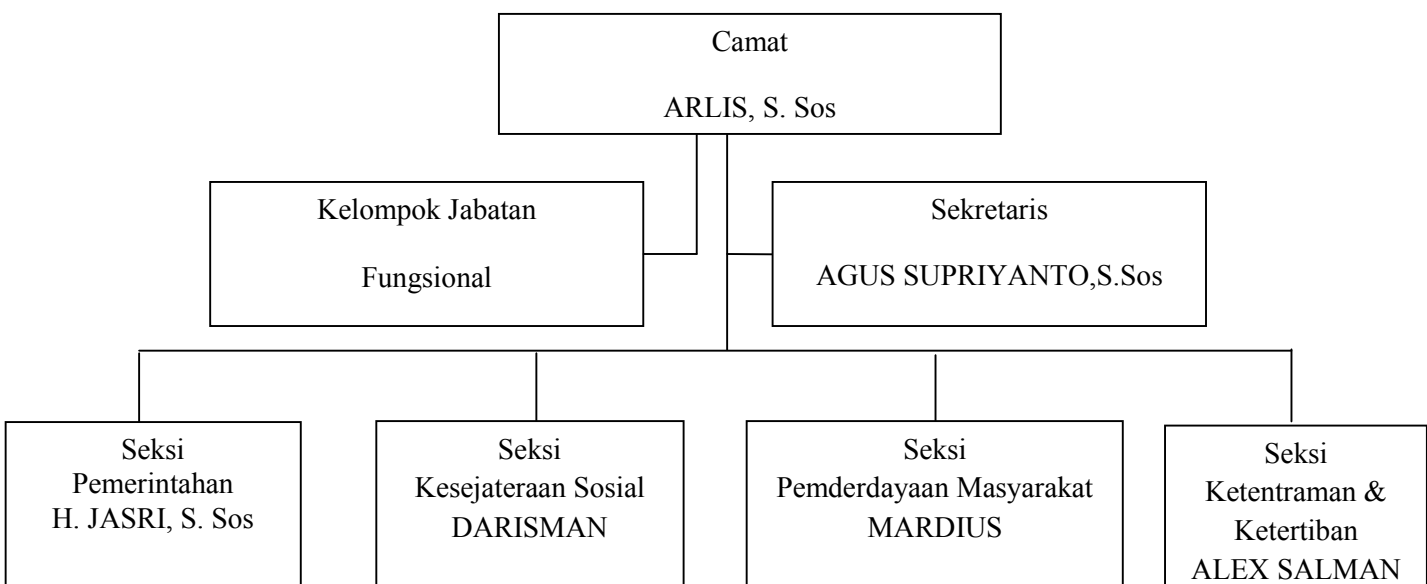 Camat
ARLIS, S. Sos
Kelompok Jabatan
Fungsional
Sekretaris
AGUS SUPRIYANTO,S.Sos
Seksi
Pemerintahan
H. JASRI, S. Sos
Seksi
Kesejateraan Sosial
DARISMAN
Seksi
Pemderdayaan Masyarakat
MARDIUS
Seksi
Ketentraman &
Ketertiban
ALEX SALMAN